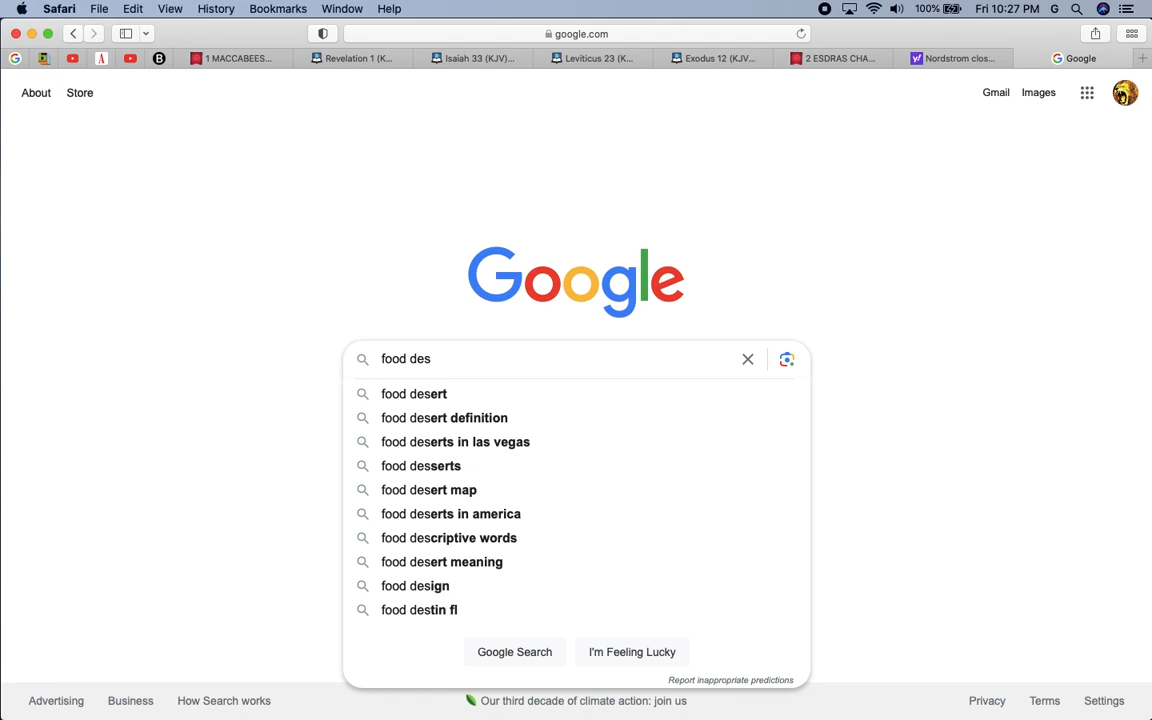 Safari File Edit View History Bookmarks Window Help 100% Fri 10:27 PM G
google.com
A B 1 MACCABEES... Revelation 1 (K... Isaiah 33 (KJV)... Leviticus 23 (K... Exodus 12 (KJV... 2 ESDRAS CHA... Nordstrom clos... Google
About Store Gmail Images
Google
food des
food desert
food desert definition
food deserts in las vegas
food desserts
food desert map
food deserts in america
food descriptive words
food desert meaning
food design
food destin fl
Google Search I'm Feeling Lucky
Report inappropriate predictions
Advertising Business How Search works Our third decade of climate action: join us Privacy Terms Settings